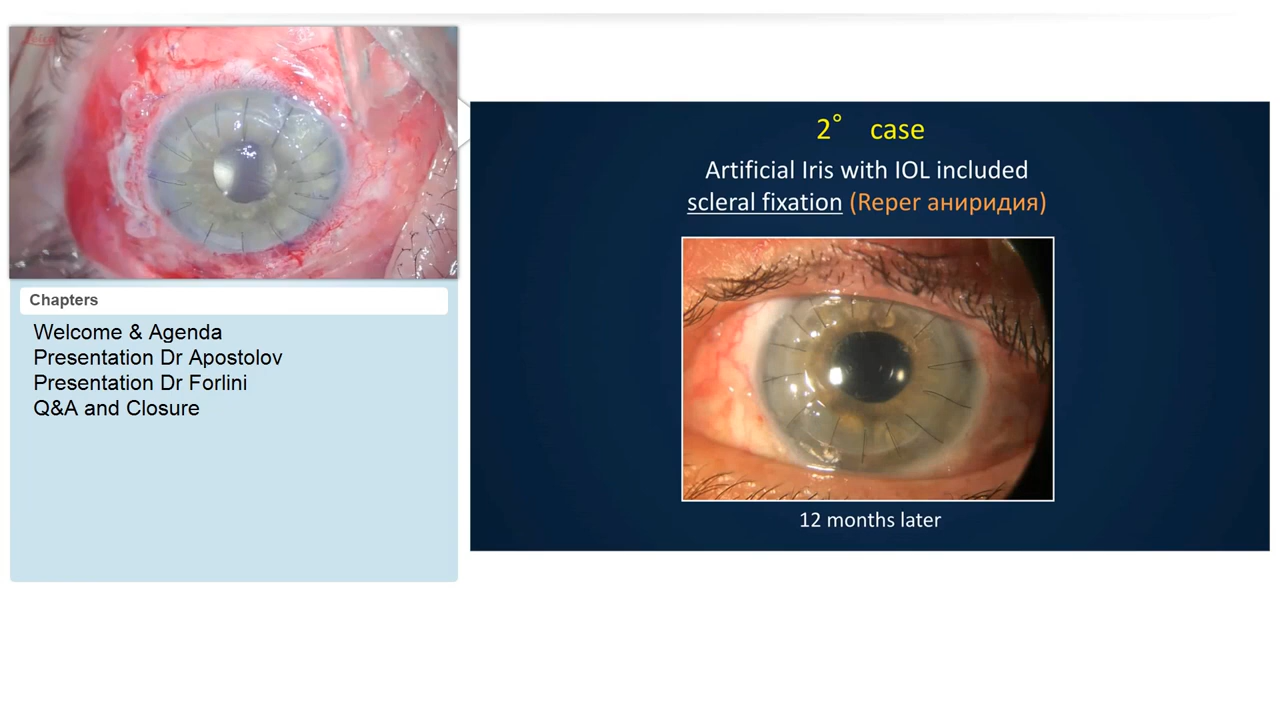 Chapters
Welcome & Agenda
Presentation Dr Apostolov
Presentation Dr Forlini
Q&A and Closure
2° case
Artificial Iris with IOL included
scleral fixation (Reper аниридия)
12 months later